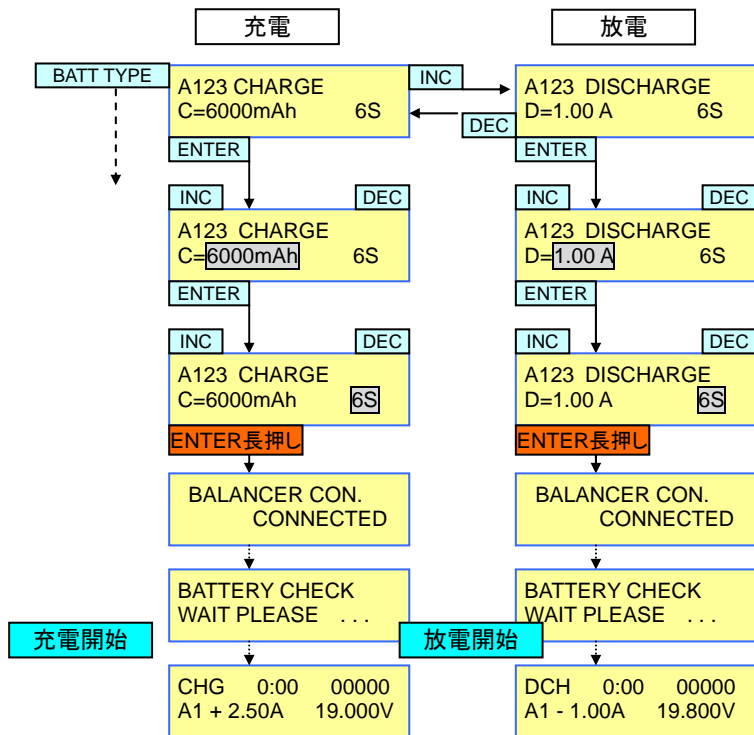 充電
放電
BATT TYPE
A123 CHARGE
C=6000mAh 6S
INC
DEC
A123 DISCHARGE
D=1.00 A 6S
ENTER
ENTER
INC DEC
A123 CHARGE
C=6000mAh 6S
INC DEC
A123 DISCHARGE
D=1.00 A 6S
ENTER
ENTER
INC DEC
A123 CHARGE
C=6000mAh 6S
INC DEC
A123 DISCHARGE
D=1.00 A 6S
ENTER長押し
ENTER長押し
BALANCER CON.
CONNECTED
BALANCER CON.
CONNECTED
BATTERY CHECK
WAIT PLEASE . . .
BATTERY CHECK
WAIT PLEASE . . .
充電開始
放電開始
CHG 0:00 00000
A1 + 2.50A 19.000V
DCH 0:00 00000
A1 - 1.00A 19.800V